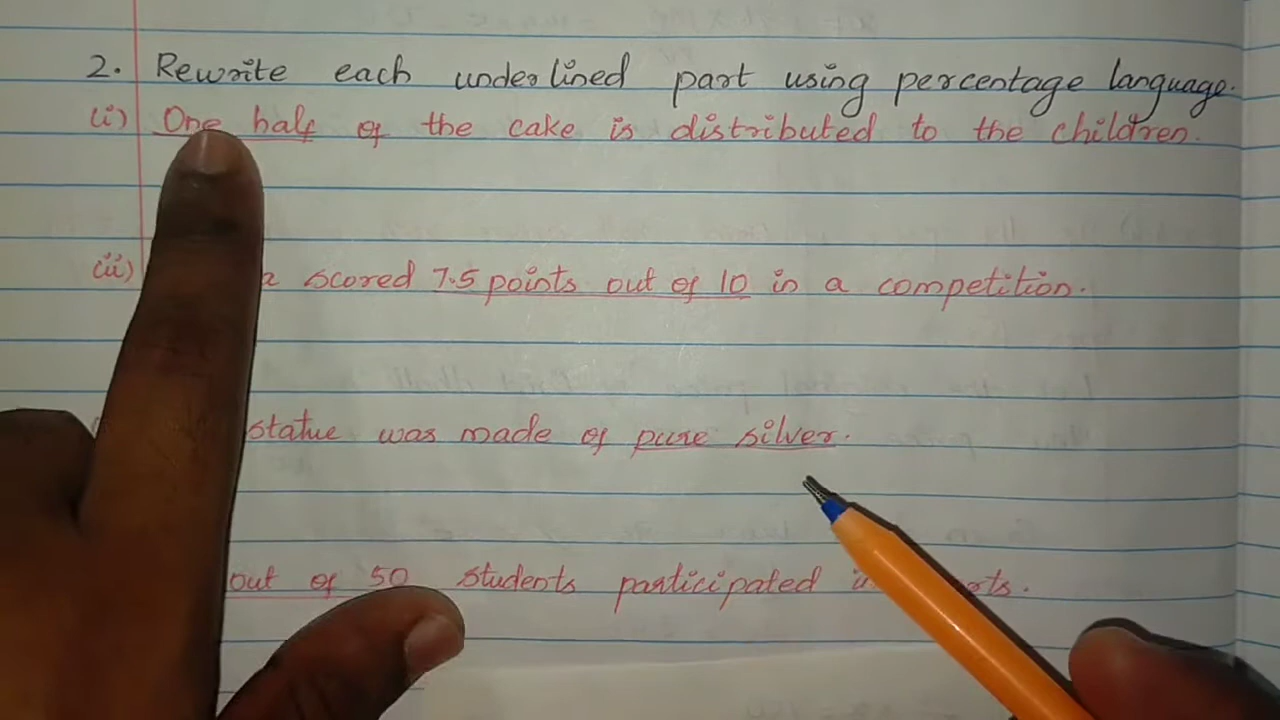 2. Rewrite each underlined part using percentage language.
(i) One half of the cake is distributed to the children.
(ii) scored 7.5 points out of 10 in a competition.
statue was made of pure silver.
out of 50 students participated